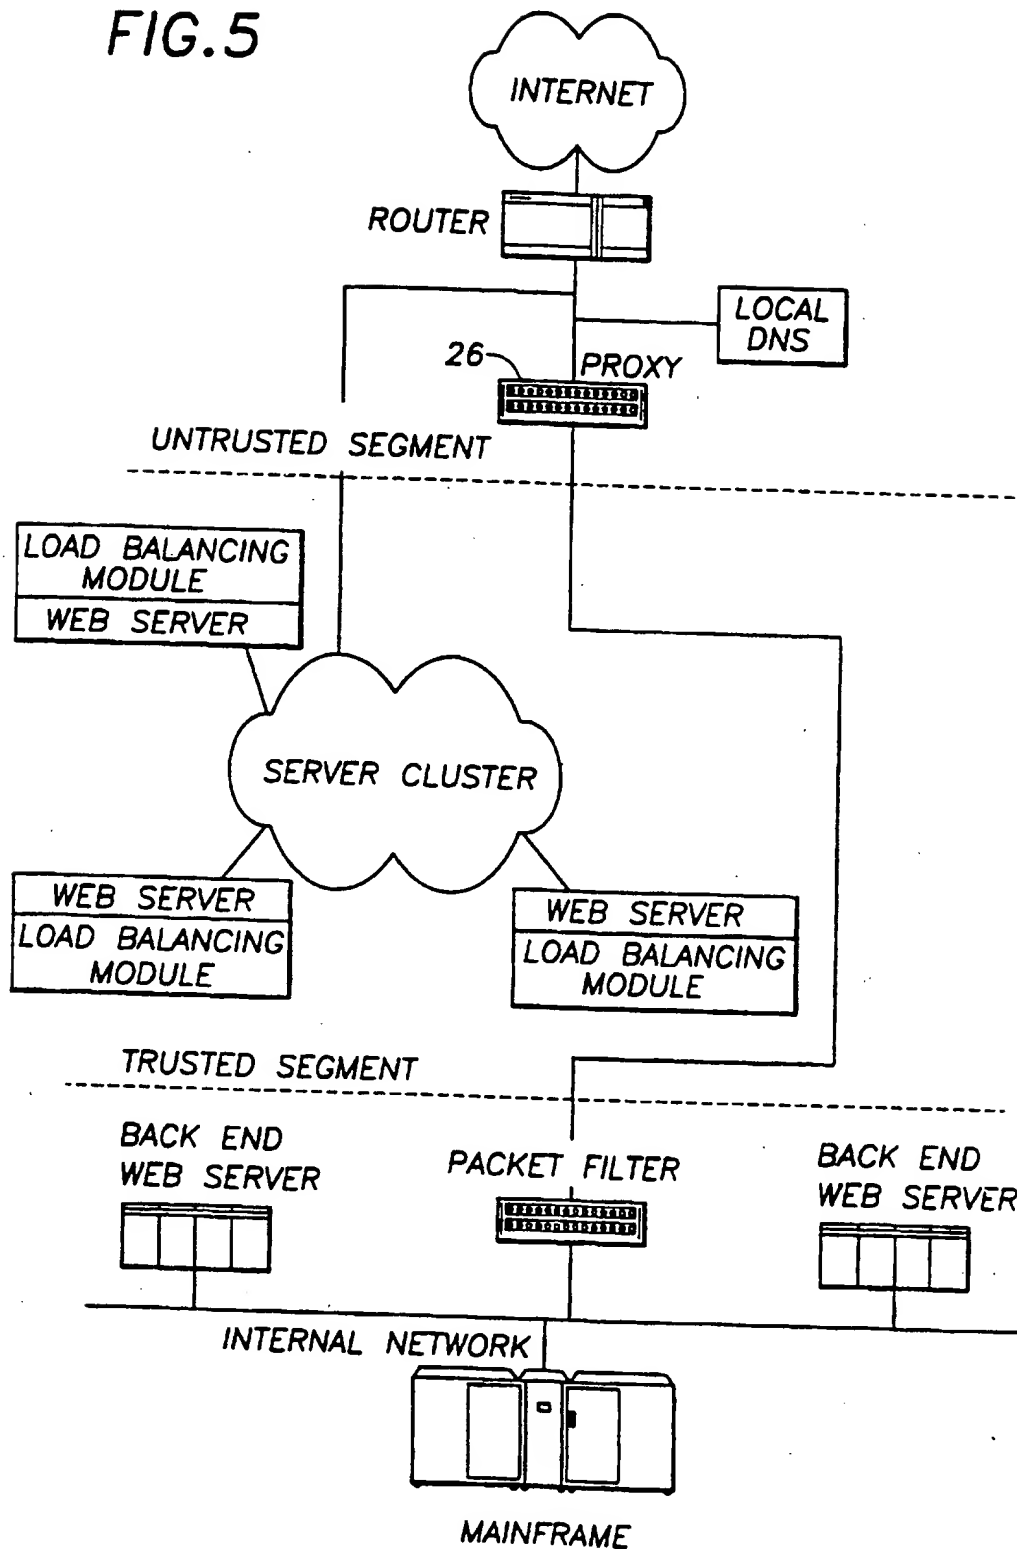 FIG.5
INTERNET
ROUTER
LOCAL
DNS
26
PROXY
UNTRUSTED SEGMENT
LOAD BALANCING
MODULE
WEB SERVER
SERVER CLUSTER
WEB SERVER
LOAD BALANCING
MODULE
WEB SERVER
LOAD BALANCING
MODULE
TRUSTED SEGMENT
BACK END
WEB SERVER
PACKET FILTER
BACK END
WEB SERVER
INTERNAL NETWORK
MAINFRAME